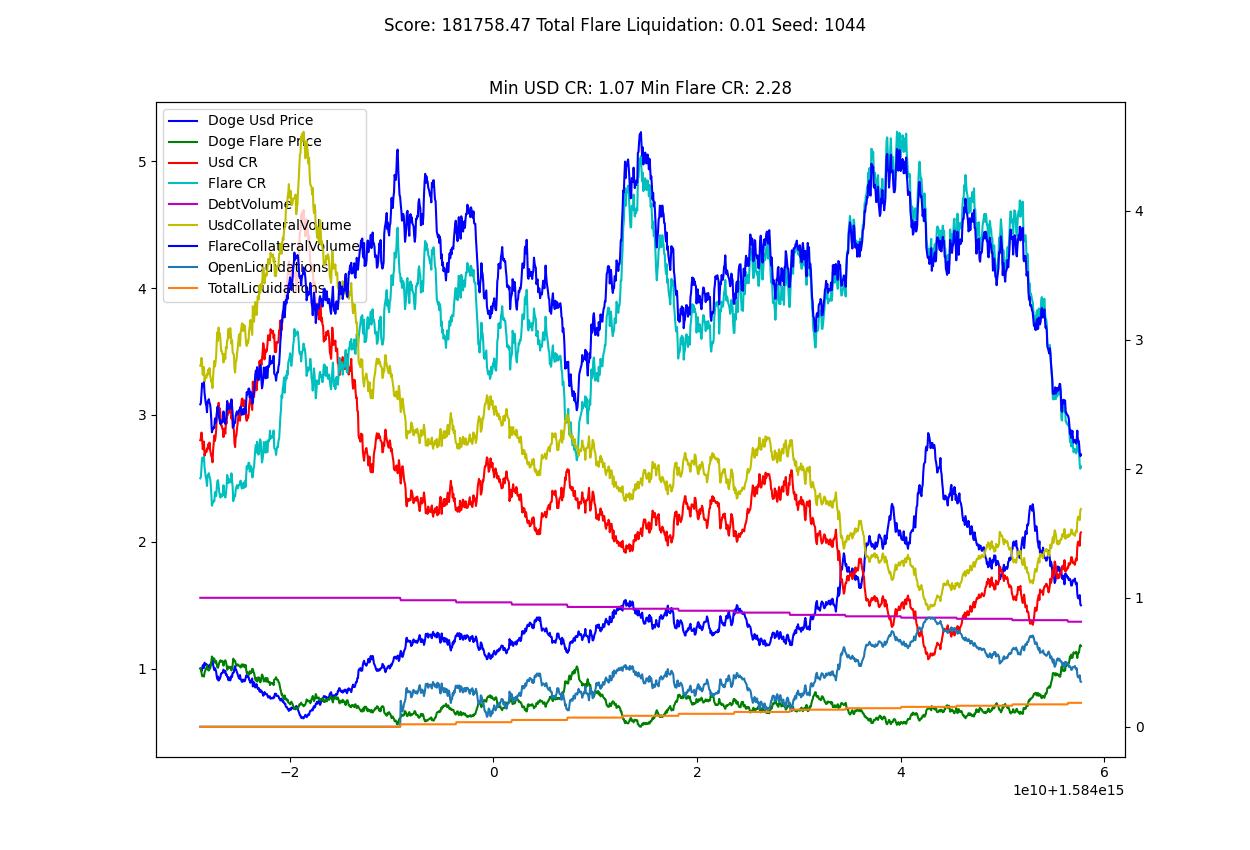 Score: 181758.47 Total Flare Liquidation: 0.01 Seed: 1044
Min USD CR: 1.07 Min Flare CR: 2.28
Doge Usd Price
Doge Flare Price
Usd CR
Flare CR
DebtVolume
UsdCollateralVolume
FlareCollateralVolume
OpenLiquidations
TotalLiquidations
5
4
3
2
1
4
3
2
1
0
−2
0
2
4
6
1e10+1.584e15